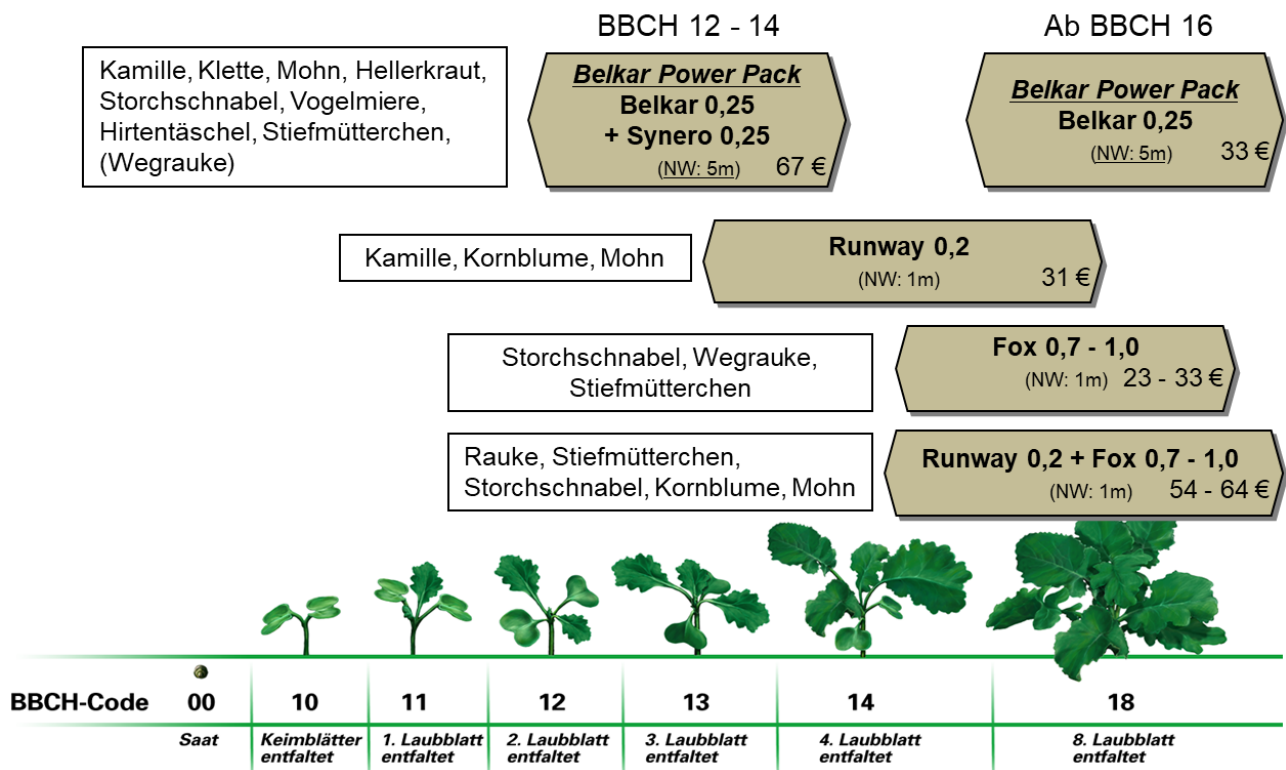 BBCH 12 - 14
Ab BBCH 16
Kamille, Klette, Mohn, Hellerkraut,
Storchschnabel, Vogelmiere,
Hirtentäschel, Stiefmütterchen,
(Wegrauke)
Belkar Power Pack
Belkar 0,25
+ Synero 0,25
(NW: 5m) 67 €
Belkar Power Pack
Belkar 0,25
(NW: 5m) 33 €
Kamille, Kornblume, Mohn
Runway 0,2
(NW: 1m) 31 €
Storchschnabel, Wegrauke,
Stiefmütterchen
Fox 0,7 - 1,0
(NW: 1m) 23 - 33 €
Rauke, Stiefmütterchen,
Storchschnabel, Kornblume, Mohn
Runway 0,2 + Fox 0,7 - 1,0
(NW: 1m) 54 - 64 €
BBCH-Code 00 10 11 12 13 14 18
Saat
Keimblätter
entfaltet
1. Laubblatt
entfaltet
2. Laubblatt
entfaltet
3. Laubblatt
entfaltet
4. Laubblatt
entfaltet
8. Laubblatt
entfaltet